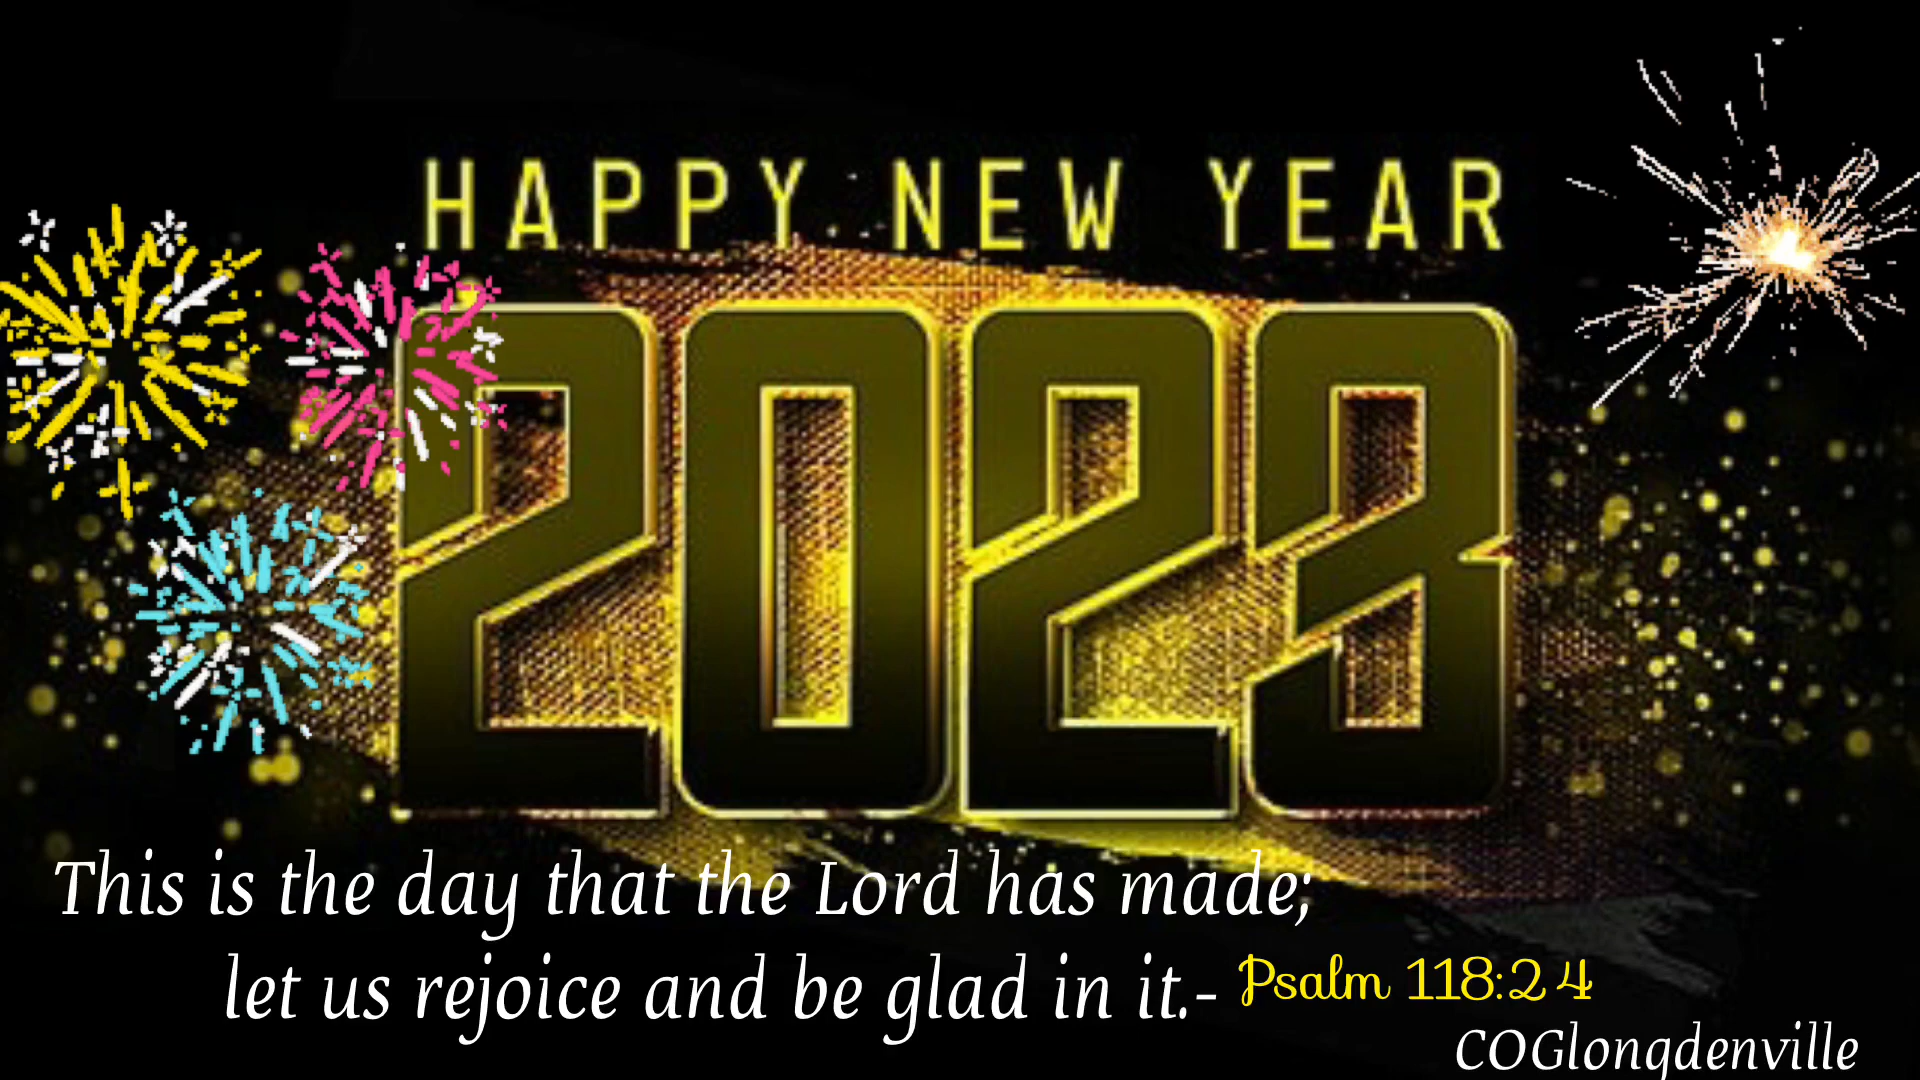 HAPPY NEW YEAR
2023
This is the day that the Lord has made;
let us rejoice and be glad in it.- Psalm 118:24
COGlongdenville